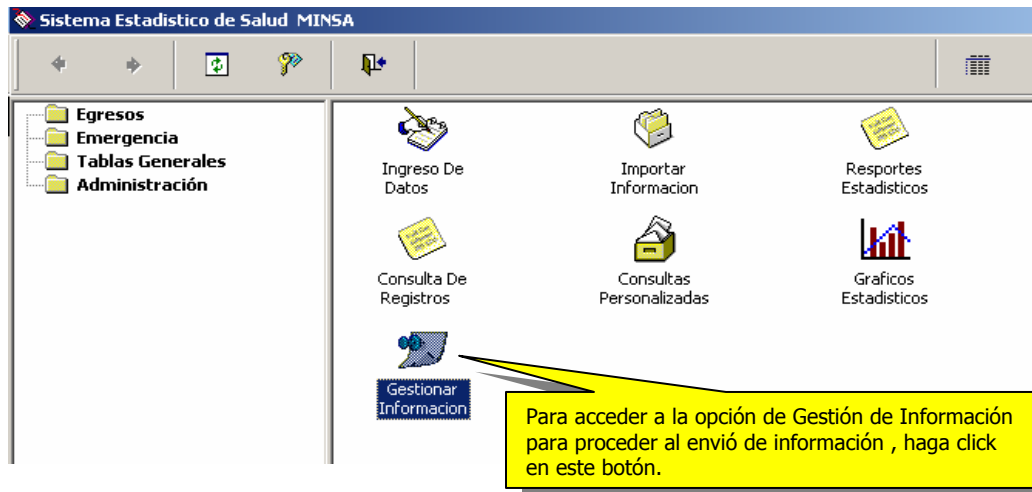 Sistema Estadistico de Salud MINSA
Egresos
Emergencia
Tablas Generales
Administración
Ingreso De
Datos
Importar
Informacion
Resportes
Estadisticos
Consulta De
Registros
Consultas
Personalizadas
Graficos
Estadisticos
Gestionar
Informacion
Para acceder a la opción de Gestión de Información
para proceder al envió de información , haga click
en este botón.